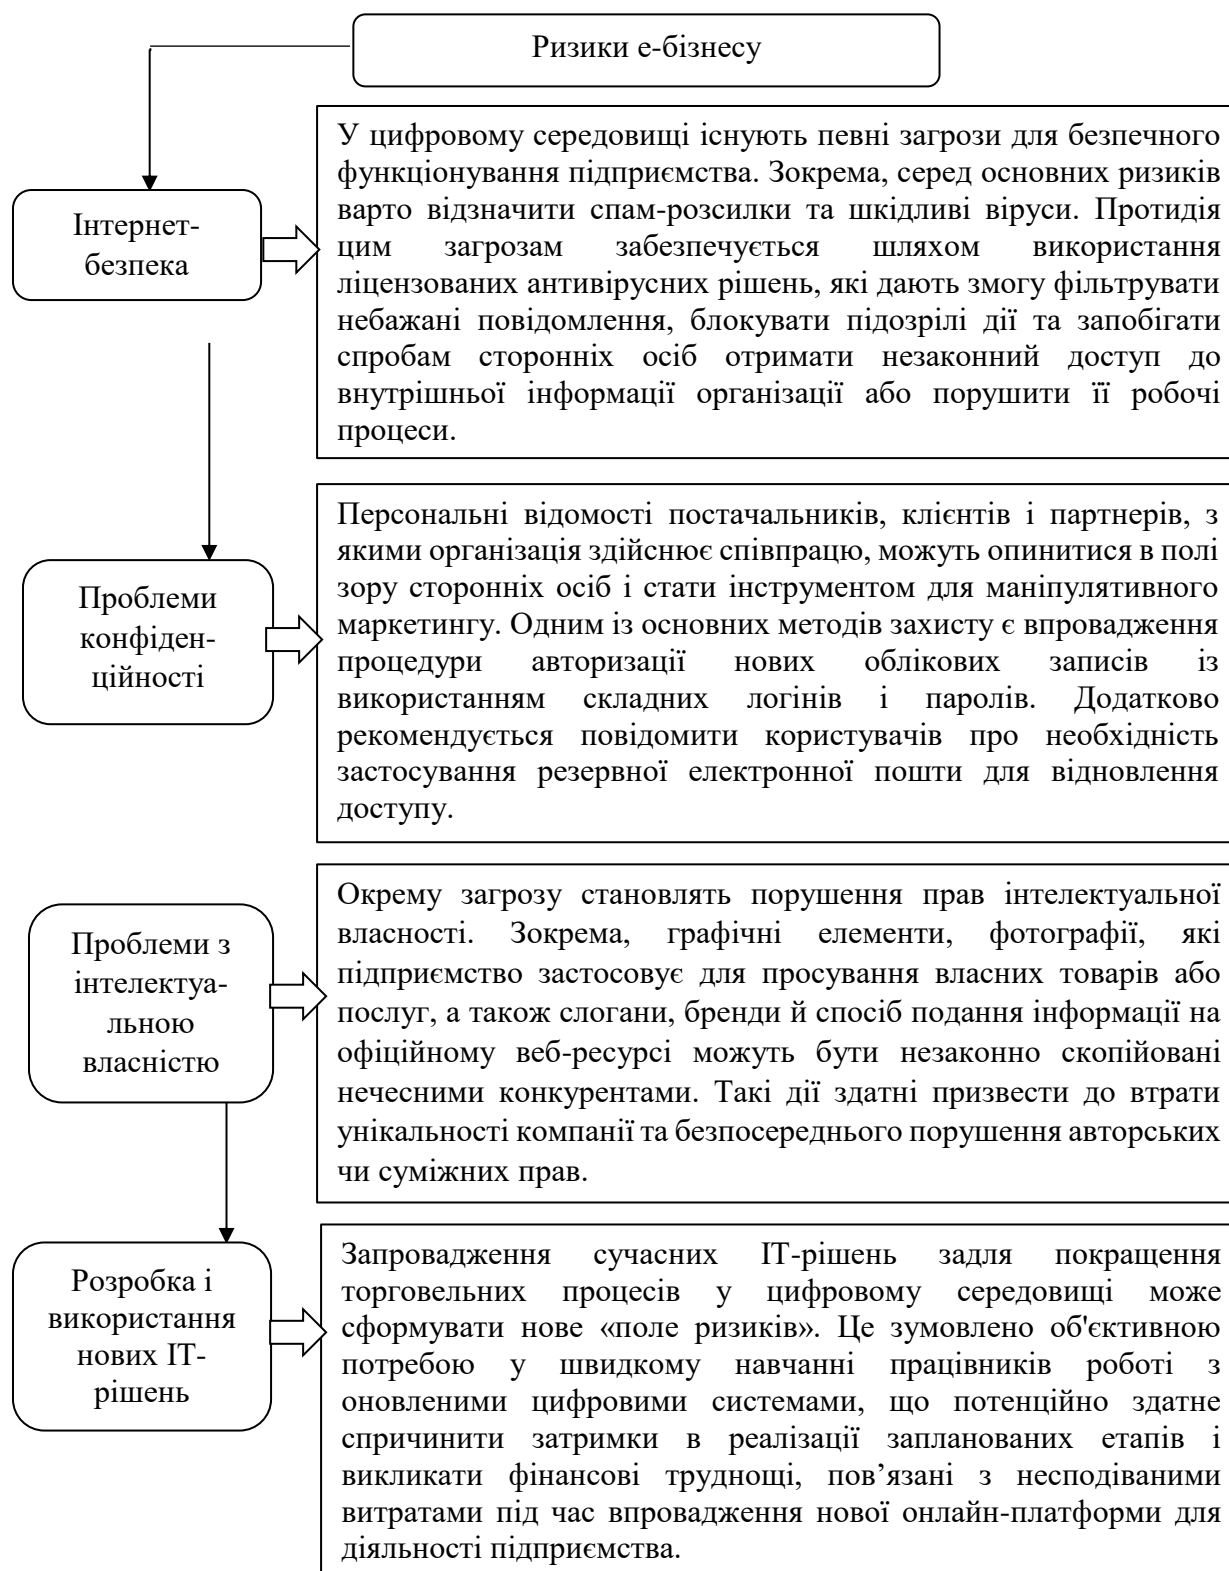 Ризики е-бізнесу
Інтернет-
безпека
У цифровому середовищі існують певні загрози для безпечного
функціонування підприємства. Зокрема, серед основних ризиків
варто відзначити спам-розсилки та шкідливі віруси. Протидія
цим загрозам забезпечується шляхом використання
ліцензованих антивірусних рішень, які дають змогу фільтрувати
небажані повідомлення, блокувати підозрілі дії та запобігати
спробам сторонніх осіб отримати незаконний доступ до
внутрішньої інформації організації або порушити її робочі
процеси.
Проблеми
конфіден-
ційності
Персональні відомості постачальників, клієнтів і партнерів, з
якими організація здійснює співпрацю, можуть опинитися в полі
зору сторонніх осіб і стати інструментом для маніпулятивного
маркетингу. Одним із основних методів захисту є впровадження
процедури авторизації нових облікових записів із
використанням складних логінів і паролів. Додатково
рекомендується повідомити користувачів про необхідність
застосування резервної електронної пошти для відновлення
доступу.
Проблеми з
інтелектуа-
льною
власністю
Окрему загрозу становлять порушення прав інтелектуальної
власності. Зокрема, графічні елементи, фотографії, які
підприємство застосовує для просування власних товарів або
послуг, а також слогани, бренди й спосіб подання інформації на
офіційному веб-ресурсі можуть бути незаконно скопійовані
нечесними конкурентами. Такі дії здатні призвести до втрати
унікальності компанії та безпосереднього порушення авторських
чи суміжних прав.
Розробка і
використання
нових ІТ-
рішень
Запровадження сучасних ІТ-рішень задля покращення
торговельних процесів у цифровому середовищі може
сформувати нове «поле ризиків». Це зумовлено об'єктивною
потребою у швидкому навчанні працівників роботі з
оновленими цифровими системами, що потенційно здатне
спричинити затримки в реалізації запланованих етапів і
викликати фінансові труднощі, пов’язані з несподіваними
витратами під час впровадження нової онлайн-платформи для
діяльності підприємства.